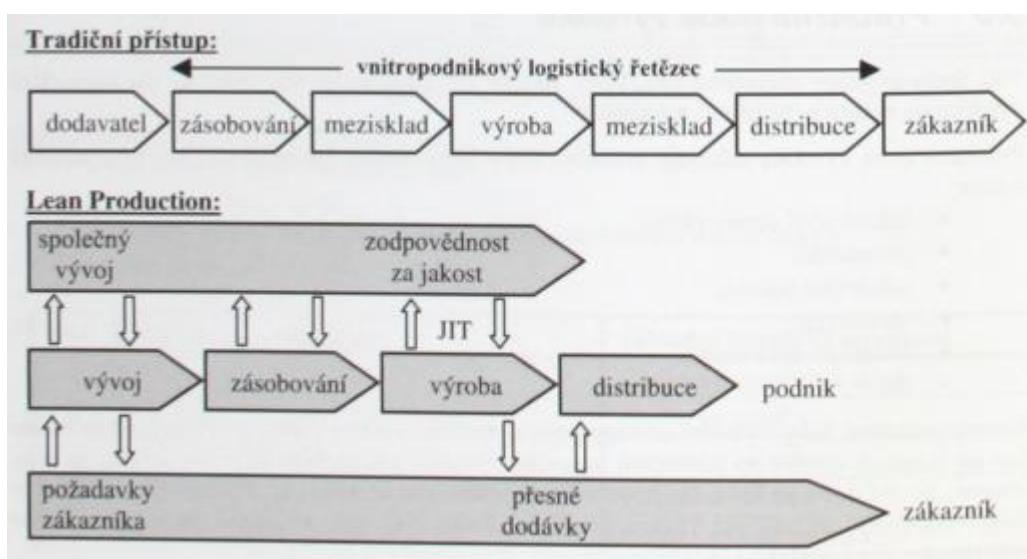 Tradiční přístup:
vnitropodnikový logistický řetězec
dodavatel zásobování mezisklad výroba mezisklad distribuce zákazník
Lean Production:
společný zodpovědnost
vývoj za jakost
JIT
vývoj zásobování výroba distribuce podnik
požadavky přesné
zákazníka dodávky
zákazník